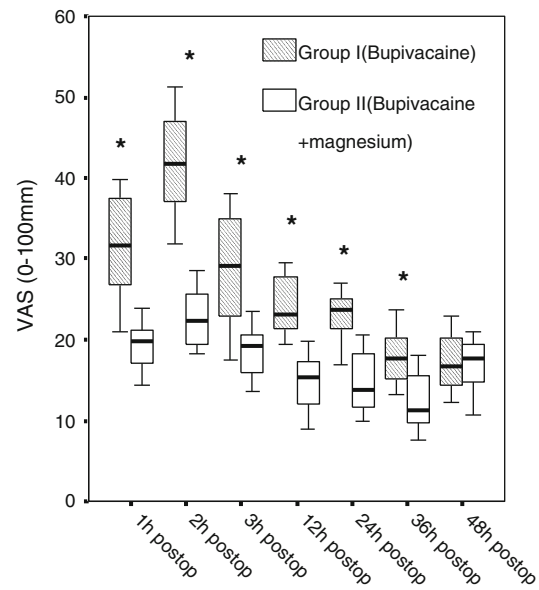 60
50
40
30
20
10
0
VAS (0-100mm)
Group I(Bupivacaine)
Group II(Bupivacaine
+magnesium)
*
*
*
*
*
*
1h postop
2h postop
3h postop
12h postop
24h postop
36h postop
48h postop